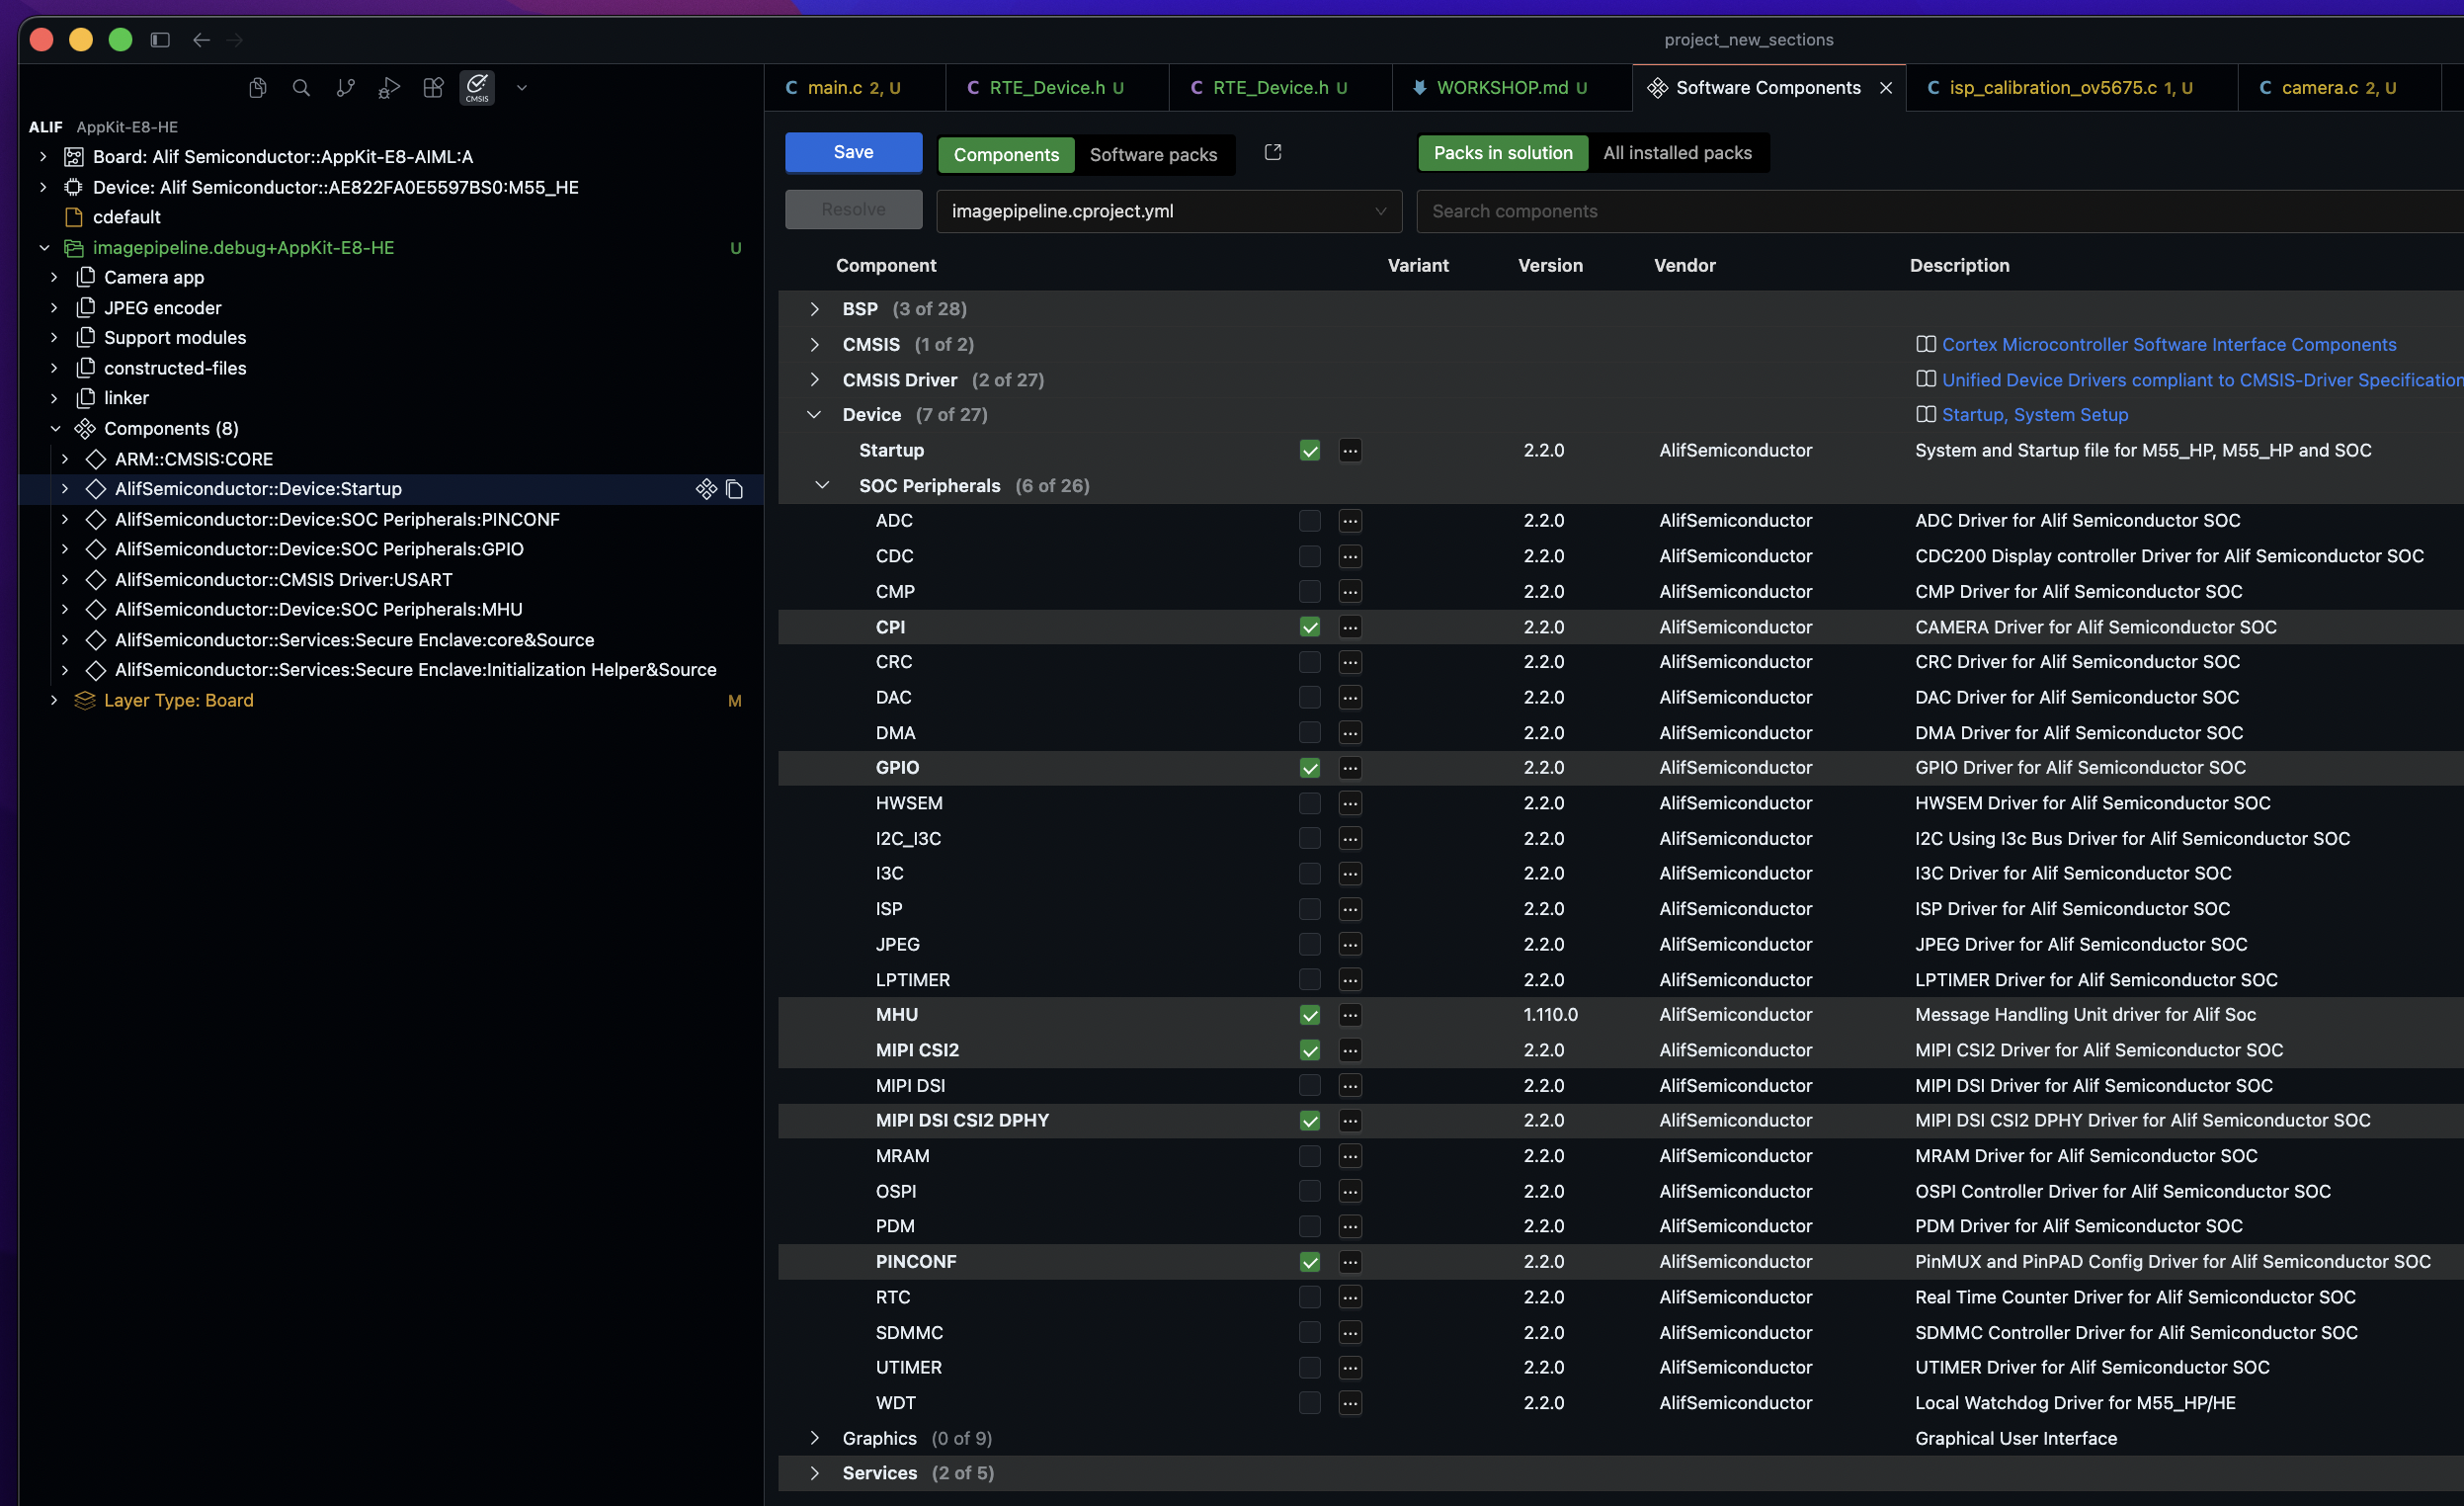 project_new_sections
main.c 2, U
RTE_Device.h U
RTE_Device.h U
WORKSHOP.md U
Software Components
isp_calibration_ov5675.c 1, U
camera.c 2, U
CMSIS
ALIF AppKit-E8-HE
Board: Alif Semiconductor::AppKit-E8-AIML:A
Device: Alif Semiconductor::AE822FA0E5597BS0:M55_HE
cdefault
imagepipeline.debug+AppKit-E8-HE U
Camera app
JPEG encoder
Support modules
constructed-files
linker
Components (8)
ARM::CMSIS:CORE
AlifSemiconductor::Device:Startup
AlifSemiconductor::Device:SOC Peripherals:PINCONF
AlifSemiconductor::Device:SOC Peripherals:GPIO
AlifSemiconductor::CMSIS Driver:USART
AlifSemiconductor::Device:SOC Peripherals:MHU
AlifSemiconductor::Services:Secure Enclave:core&Source
AlifSemiconductor::Services:Secure Enclave:Initialization Helper&Source
Layer Type: Board M
Save Components Software packs Packs in solution All installed packs
Resolve imagepipeline.cproject.yml Search components
Component Variant Version Vendor Description
BSP (3 of 28)
CMSIS (1 of 2) Cortex Microcontroller Software Interface Components
CMSIS Driver (2 of 27) Unified Device Drivers compliant to CMSIS-Driver Specification
Device (7 of 27) Startup, System Setup
Startup 2.2.0 AlifSemiconductor System and Startup file for M55_HP, M55_HP and SOC
SOC Peripherals (6 of 26)
ADC 2.2.0 AlifSemiconductor ADC Driver for Alif Semiconductor SOC
CDC 2.2.0 AlifSemiconductor CDC200 Display controller Driver for Alif Semiconductor SOC
CMP 2.2.0 AlifSemiconductor CMP Driver for Alif Semiconductor SOC
CPI 2.2.0 AlifSemiconductor CAMERA Driver for Alif Semiconductor SOC
CRC 2.2.0 AlifSemiconductor CRC Driver for Alif Semiconductor SOC
DAC 2.2.0 AlifSemiconductor DAC Driver for Alif Semiconductor SOC
DMA 2.2.0 AlifSemiconductor DMA Driver for Alif Semiconductor SOC
GPIO 2.2.0 AlifSemiconductor GPIO Driver for Alif Semiconductor SOC
HWSEM 2.2.0 AlifSemiconductor HWSEM Driver for Alif Semiconductor SOC
I2C_I3C 2.2.0 AlifSemiconductor I2C Using I3c Bus Driver for Alif Semiconductor SOC
I3C 2.2.0 AlifSemiconductor I3C Driver for Alif Semiconductor SOC
ISP 2.2.0 AlifSemiconductor ISP Driver for Alif Semiconductor SOC
JPEG 2.2.0 AlifSemiconductor JPEG Driver for Alif Semiconductor SOC
LPTIMER 2.2.0 AlifSemiconductor LPTIMER Driver for Alif Semiconductor SOC
MHU 1.110.0 AlifSemiconductor Message Handling Unit driver for Alif Soc
MIPI CSI2 2.2.0 AlifSemiconductor MIPI CSI2 Driver for Alif Semiconductor SOC
MIPI DSI 2.2.0 AlifSemiconductor MIPI DSI Driver for Alif Semiconductor SOC
MIPI DSI CSI2 DPHY 2.2.0 AlifSemiconductor MIPI DSI CSI2 DPHY Driver for Alif Semiconductor SOC
MRAM 2.2.0 AlifSemiconductor MRAM Driver for Alif Semiconductor SOC
OSPI 2.2.0 AlifSemiconductor OSPI Controller Driver for Alif Semiconductor SOC
PDM 2.2.0 AlifSemiconductor PDM Driver for Alif Semiconductor SOC
PINCONF 2.2.0 AlifSemiconductor PinMUX and PinPAD Config Driver for Alif Semiconductor SOC
RTC 2.2.0 AlifSemiconductor Real Time Counter Driver for Alif Semiconductor SOC
SDMMC 2.2.0 AlifSemiconductor SDMMC Controller Driver for Alif Semiconductor SOC
UTIMER 2.2.0 AlifSemiconductor UTIMER Driver for Alif Semiconductor SOC
WDT 2.2.0 AlifSemiconductor Local Watchdog Driver for M55_HP/HE
Graphics (0 of 9) Graphical User Interface
Services (2 of 5)